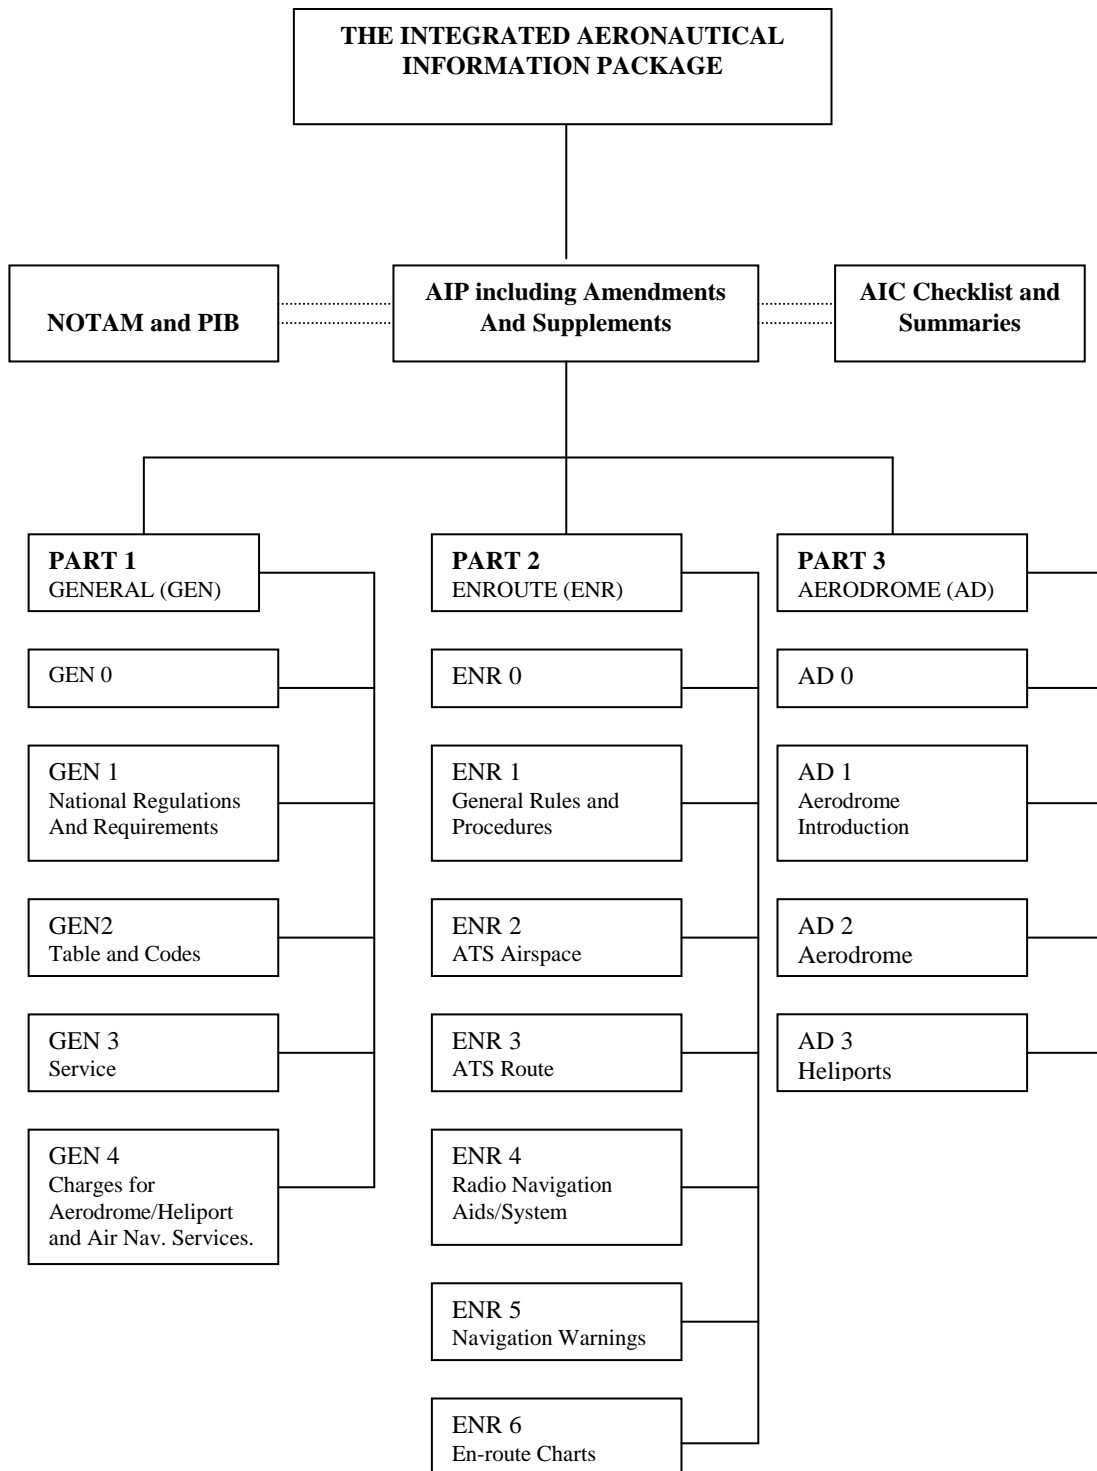 THE INTEGRATED AERONAUTICAL
INFORMATION PACKAGE
NOTAM and PIB
AIP including Amendments
And Supplements
AIC Checklist and
Summaries
PART 1
GENERAL (GEN)
GEN 0
GEN 1
National Regulations
And Requirements
GEN2
Table and Codes
GEN 3
Service
GEN 4
Charges for
Aerodrome/Heliport
and Air Nav. Services.
PART 2
ENROUTE (ENR)
ENR 0
ENR 1
General Rules and
Procedures
ENR 2
ATS Airspace
ENR 3
ATS Route
ENR 4
Radio Navigation
Aids/System
ENR 5
Navigation Warnings
ENR 6
En-route Charts
PART 3
AERODROME (AD)
AD 0
AD 1
Aerodrome
Introduction
AD 2
Aerodrome
AD 3
Heliports